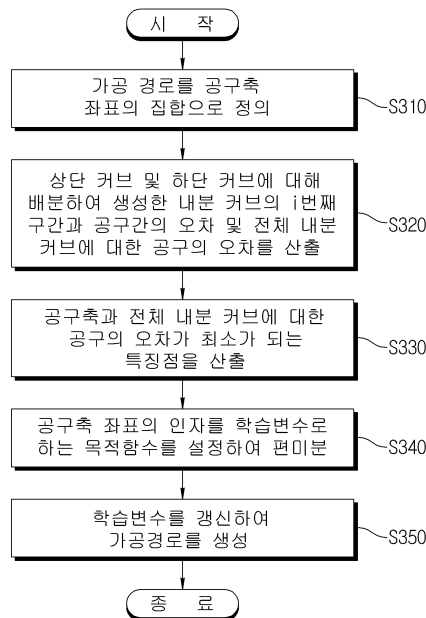 시 작
가공 경로를 공구축
좌표의 집합으로 정의
S310
상단 커브 및 하단 커브에 대해
배분하여 생성한 내분 커브의 i번째
구간과 공구간의 오차 및 전체 내분
커브에 대한 공구의 오차를 산출
S320
공구축과 전체 내분 커브에 대한
공구의 오차가 최소가 되는
특징점을 산출
S330
공구축 좌표의 인자를 학습변수로
하는 목적함수를 설정하여 편미분
S340
학습변수를 갱신하여
가공경로를 생성
S350
종 료